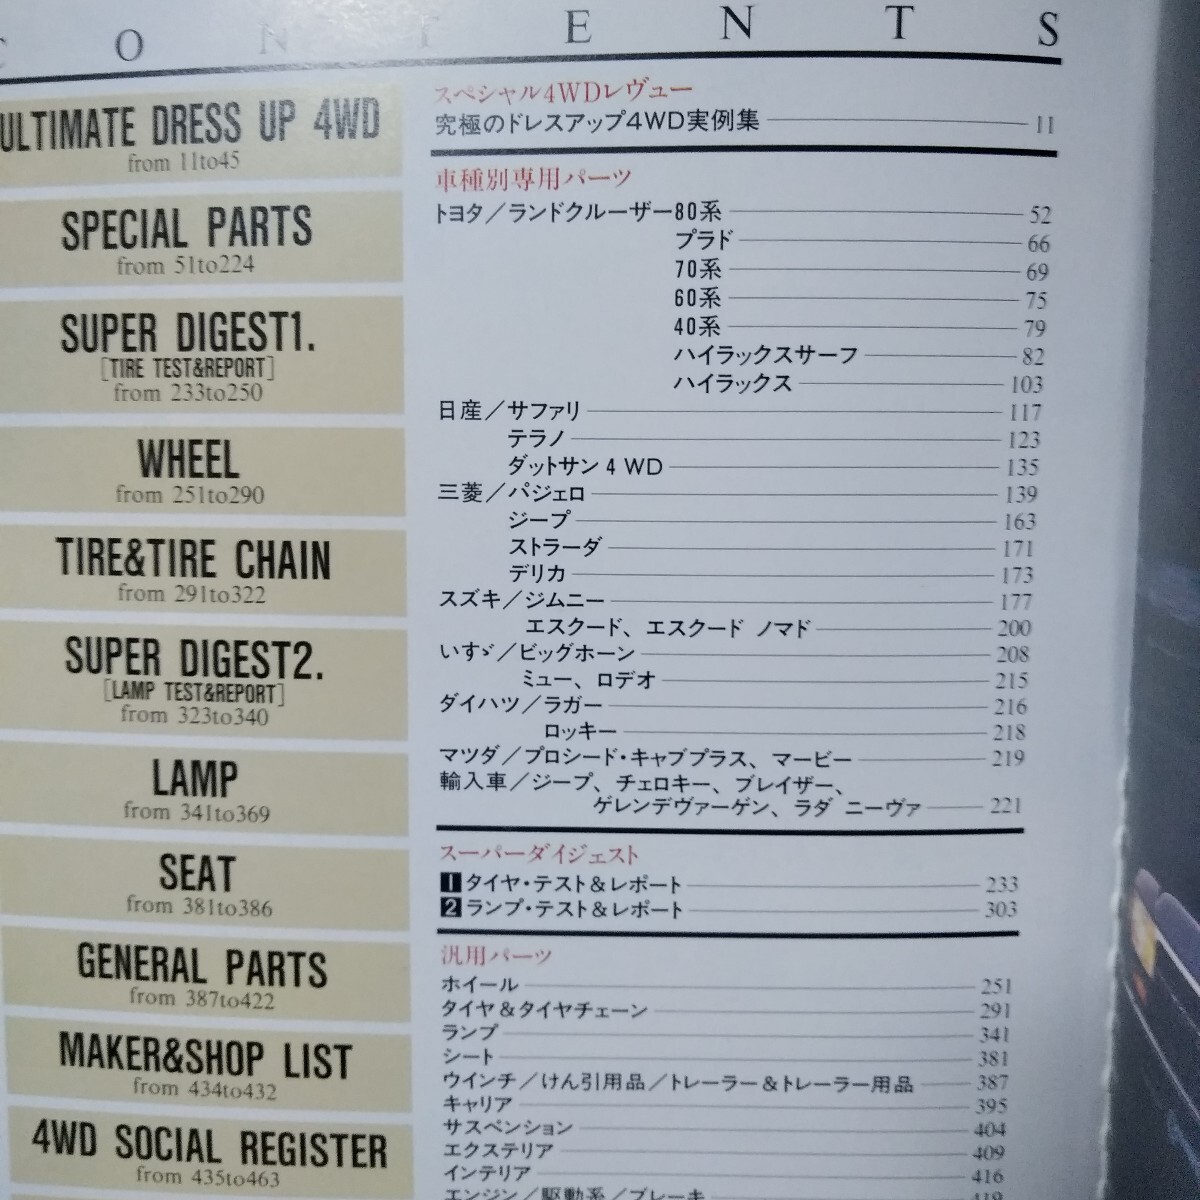 C O N T E N T S
ULTIMATE DRESS UP 4WD
from 11to45
SPECIAL PARTS
from 51to224
SUPER DIGEST1.
[TIRE TEST&REPORT]
from 233to250
WHEEL
from 251to290
TIRE&TIRE CHAIN
from 291to322
SUPER DIGEST2.
[LAMP TEST&REPORT]
from 323to340
LAMP
from 341to369
SEAT
from 381to386
GENERAL PARTS
from 387to422
MAKER&SHOP LIST
from 434to432
4WD SOCIAL REGISTER
from 435to463
スペシャル4WDレヴュー
究極のドレスアップ4WD実例集 11
車種別専用パーツ
トヨタ／ランドクルーザー80系 52
プラド 66
70系 69
60系 75
40系 79
ハイラックスサーフ 82
ハイラックス 103
日産／サファリ 117
テラノ 123
ダットサン4WD 135
三菱／パジェロ 139
ジープ 163
ストラーダ 171
デリカ 173
スズキ／ジムニー 177
エスクード、エスクード ノマド 200
いすゞ／ビッグホーン 208
ミュー、ロデオ 215
ダイハツ／ラガー 216
ロッキー 218
マツダ／プロシード・キャブプラス、マービー 219
輸入車／ジープ、チェロキー、ブレイザー、
ゲレンデヴァーゲン、ラダ ニーヴァ 221
スーパーダイジェスト
1 タイヤ・テスト＆レポート 233
2 ランプ・テスト＆レポート 303
汎用パーツ
ホイール 251
タイヤ＆タイヤチェーン 291
ランプ 341
シート 381
ウインチ／けん引用品／トレーラー＆トレーラー用品 387
キャリア 395
サスペンション 404
エクステリア 409
インテリア 416
エンジン／駆動系／ブレーキ 419